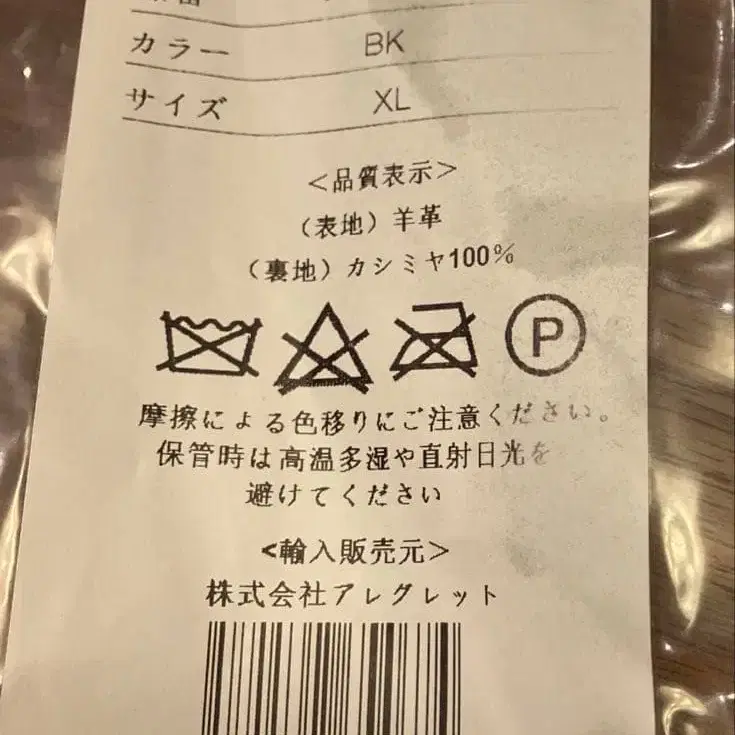 カラー BK
サイズ XL
＜品質表示＞
（表地）羊革
（裏地）カシミヤ100%
P
摩擦による色移りにご注意ください。
保管時は高温多湿や直射日光を
避けてください
＜輸入販売元＞
株式会社アレグレット